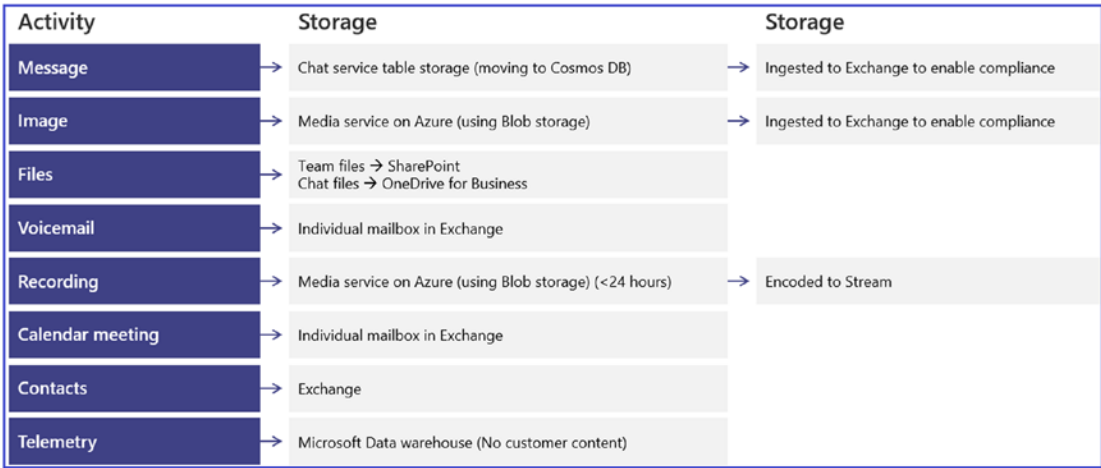 Activity Storage Storage
Message Chat service table storage (moving to Cosmos DB) Ingested to Exchange to enable compliance
Image Media service on Azure (using Blob storage) Ingested to Exchange to enable compliance
Files Team files → SharePoint
Chat files → OneDrive for Business
Voicemail Individual mailbox in Exchange
Recording Media service on Azure (using Blob storage) (<24 hours) Encoded to Stream
Calendar meeting Individual mailbox in Exchange
Contacts Exchange
Telemetry Microsoft Data warehouse (No customer content)